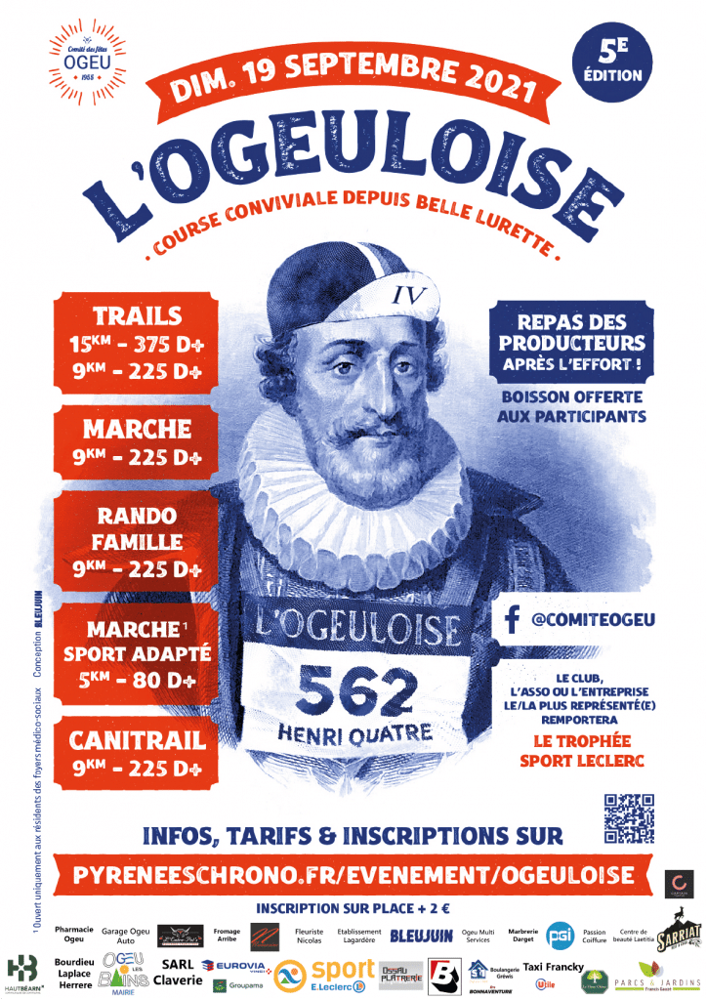 Comité des fêtes
OGEU
1968
DIM. 19 SEPTEMBRE 2021
5E
ÉDITION
L'OGEULOISE
• COURSE CONVIVIALE DEPUIS BELLE LURETTE •
IV
TRAILS
15KM – 375 D+
9KM – 225 D+
MARCHE
9KM – 225 D+
RANDO
FAMILLE
9KM – 225 D+
MARCHE¹
SPORT ADAPTÉ
5KM – 80 D+
CANITRAIL
9KM – 225 D+
REPAS DES
PRODUCTEURS
APRÈS L'EFFORT !
BOISSON OFFERTE
AUX PARTICIPANTS
L'OGEULOISE
562
HENRI QUATRE
f @COMITEOGEU
LE CLUB,
L'ASSO OU L'ENTREPRISE
LE/LA PLUS REPRÉSENTÉ(E)
REMPORTERA
LE TROPHÉE
SPORT LECLERC
¹ Ouvert uniquement aux résidents des foyers médico-sociaux Conception BLEUJUIN
INFOS, TARIFS & INSCRIPTIONS SUR
PYRENEESCHRONO.FR/EVENEMENT/OGEULOISE
INSCRIPTION SUR PLACE + 2 €
Pharmacie
Ogeu
Garage Ogeu
Auto
Fromage
Arribe
Fleuriste
Nicolas
Etablissement
Lagardère
BLEUJUIN
Ogeu Multi
Services
Marbrerie
Darget
PGI
Passion
Coiffure
Centre de
beauté Laetitia
SARRIAT
HAUTBÉARN
Bourdieu
Laplace
Herrere
OGEU
LES
BAINS
MAIRIE
SARL
Claverie
EUROVIA
VINCI
Groupama
sport
E.Leclerc
OSSAU
PLÂTRERIE
B
Boulangerie
Gréwis
BONNAVENTURE
Taxi Francky
Utile
PARCS & JARDINS